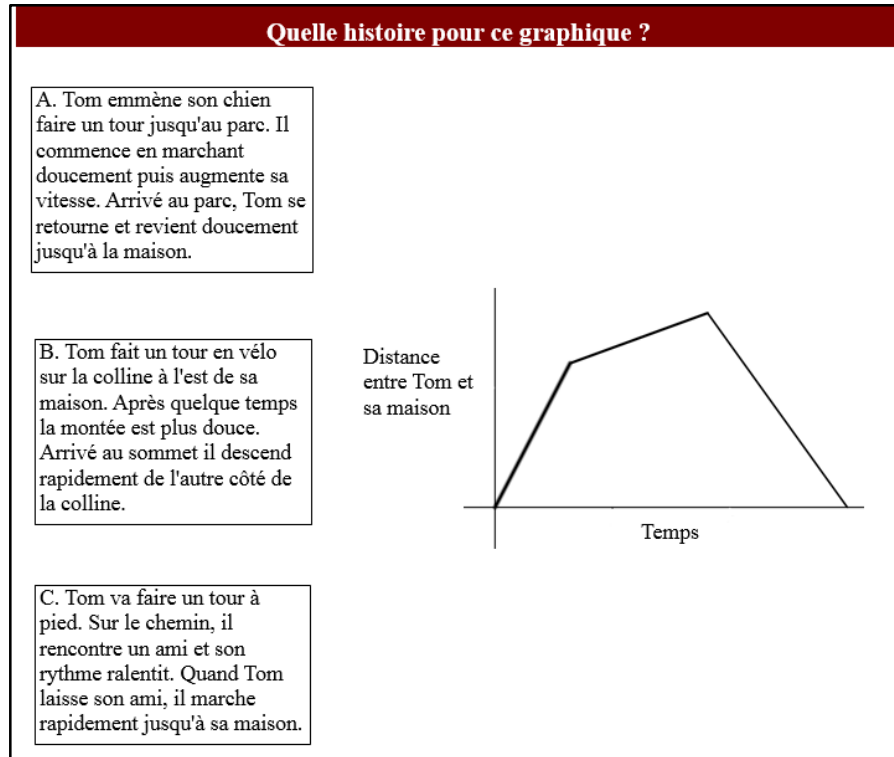 Quelle histoire pour ce graphique ?
A. Tom emmène son chien
faire un tour jusqu'au parc. Il
commence en marchant
doucement puis augmente sa
vitesse. Arrivé au parc, Tom se
retourne et revient doucement
jusqu'à la maison.
B. Tom fait un tour en vélo
sur la colline à l'est de sa
maison. Après quelque temps
la montée est plus douce.
Arrivé au sommet il descend
rapidement de l'autre côté de
la colline.
C. Tom va faire un tour à
pied. Sur le chemin, il
rencontre un ami et son
rythme ralentit. Quand Tom
laisse son ami, il marche
rapidement jusqu'à sa maison.
Distance
entre Tom et
sa maison
Temps